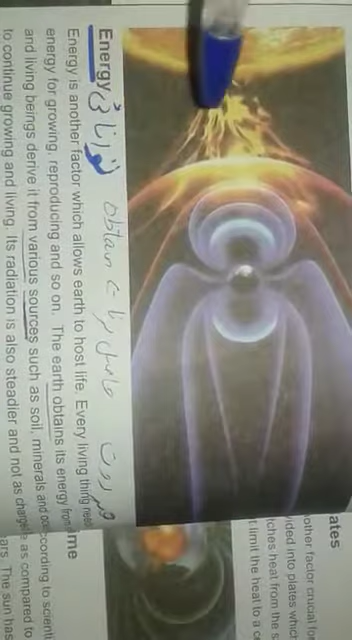 Energy توانائی
Energy is another factor which allows earth to host life. Every living thing needs
energy for growing, reproducing and so on. The earth obtains its energy from
and living beings derive it from various sources such as soil, minerals and
to continue growing and living. Its radiation is also steadier and not as
obtain حاصل کرنا
ضرورت
ates
other factor crucial
vided into plates which
tches heat from the s
t limit the heat to a
me
cording to scient
as compared to
ars. The sun has